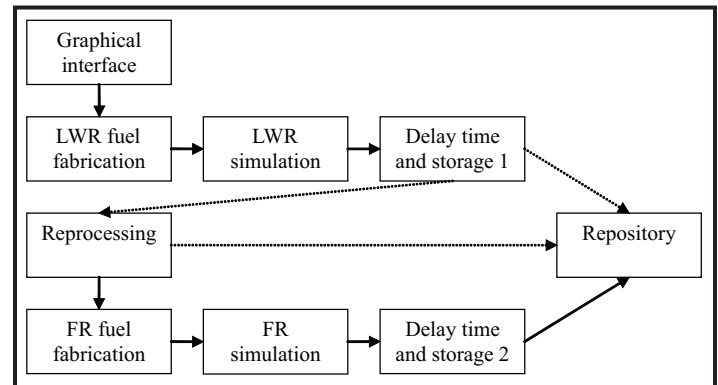 Graphical
interface
LWR fuel
fabrication
LWR
simulation
Delay time
and storage 1
Reprocessing
Repository
FR fuel
fabrication
FR
simulation
Delay time
and storage 2